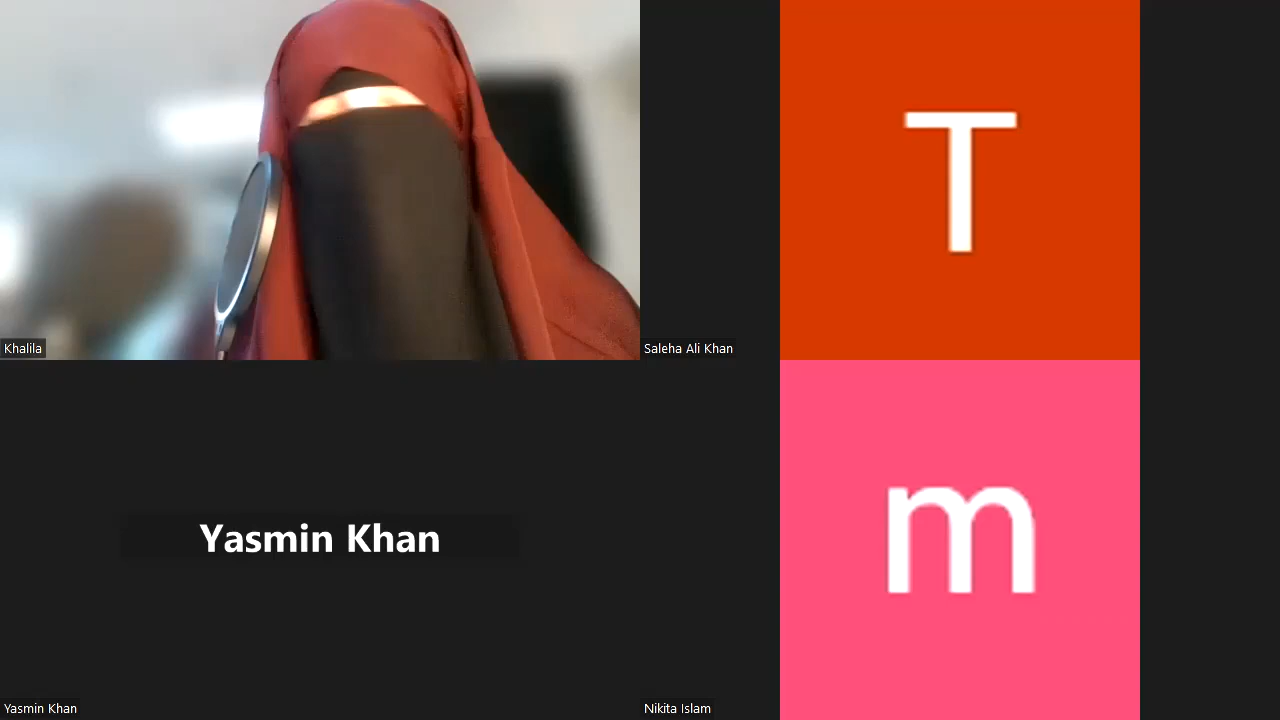 Khalila
T
Saleha Ali Khan
Yasmin Khan
Yasmin Khan
m
Nikita Islam